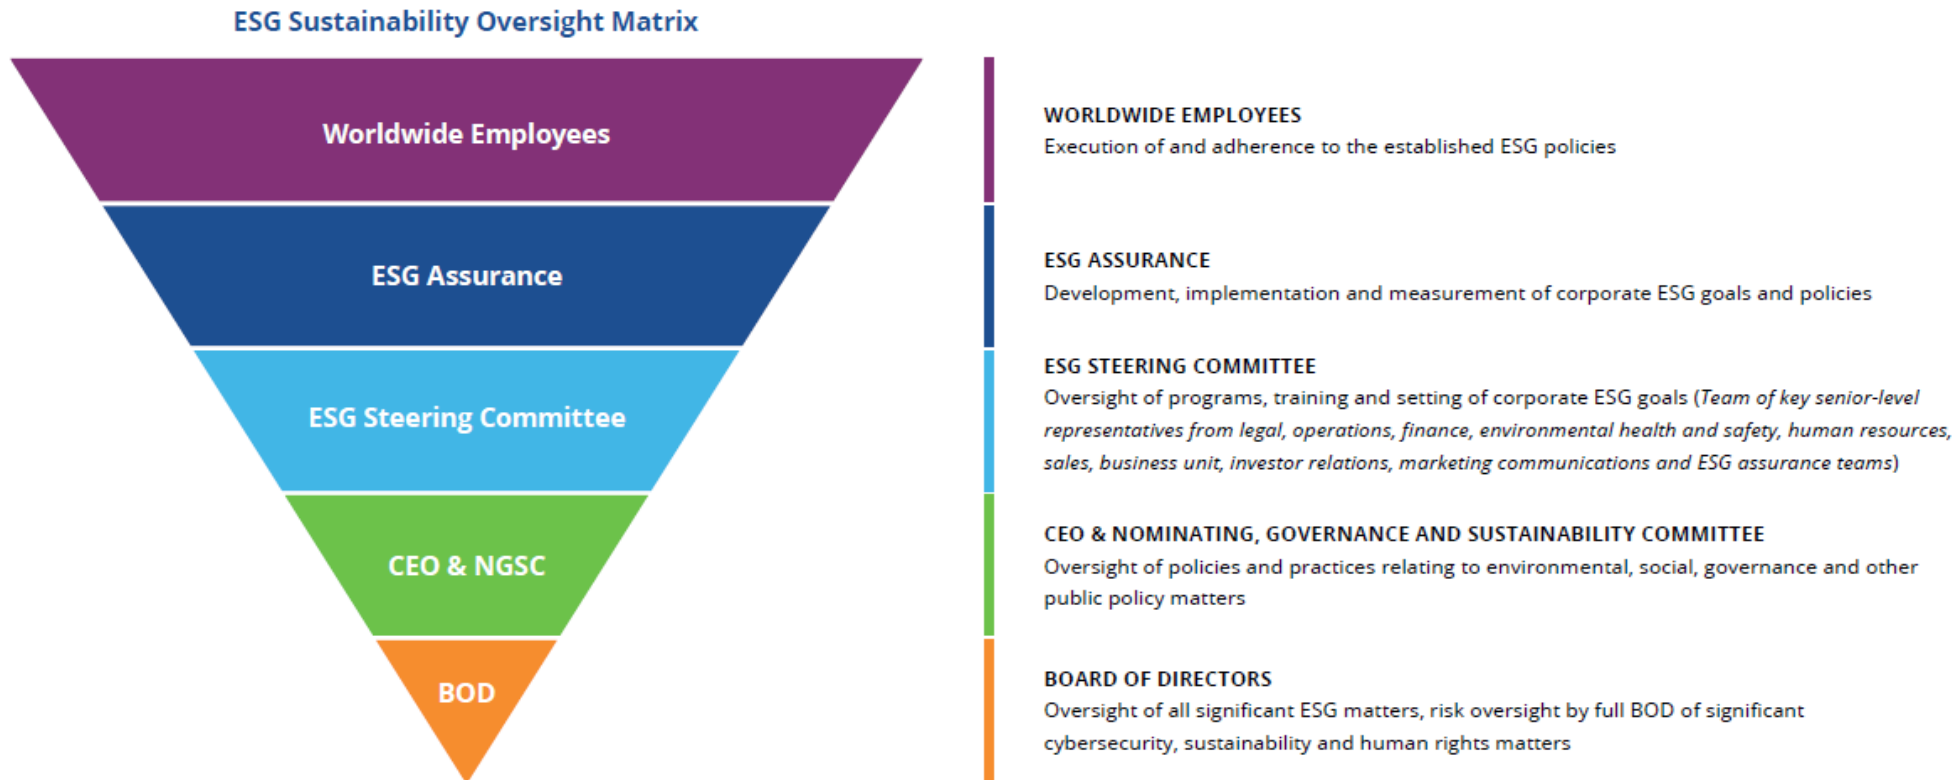 ESG Sustainability Oversight Matrix
Worldwide Employees
ESG Assurance
ESG Steering Committee
CEO & NGSC
BOD
WORLDWIDE EMPLOYEES
Execution of and adherence to the established ESG policies
ESG ASSURANCE
Development, implementation and measurement of corporate ESG goals and policies
ESG STEERING COMMITTEE
Oversight of programs, training and setting of corporate ESG goals (Team of key senior-level
representatives from legal, operations, finance, environmental health and safety, human resources,
sales, business unit, investor relations, marketing communications and ESG assurance teams)
CEO & NOMINATING, GOVERNANCE AND SUSTAINABILITY COMMITTEE
Oversight of policies and practices relating to environmental, social, governance and other
public policy matters
BOARD OF DIRECTORS
Oversight of all significant ESG matters, risk oversight by full BOD of significant
cybersecurity, sustainability and human rights matters